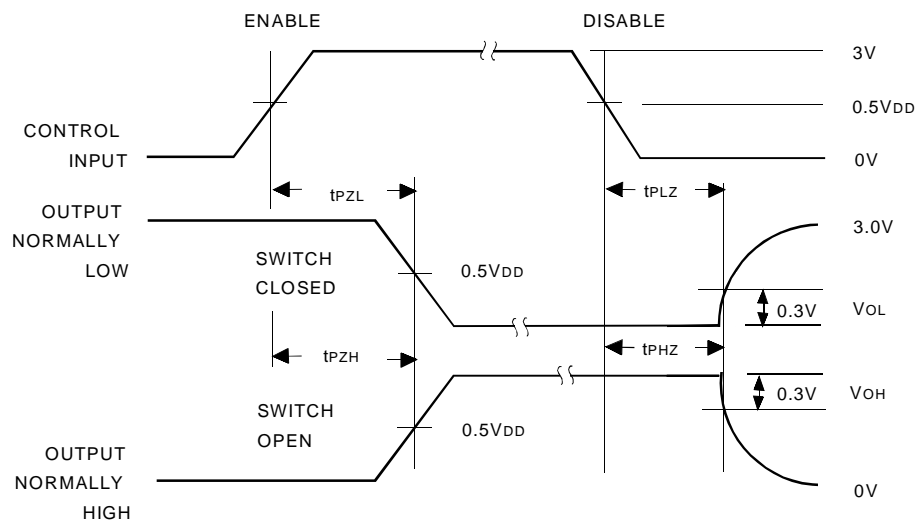 ENABLE
DISABLE
3V
0.5VDD
CONTROL
INPUT
0V
tPZL
tPLZ
OUTPUT
NORMALLY
LOW
3.0V
SWITCH
CLOSED
0.5VDD
0.3V
VOL
tPZH
tPHZ
0.3V
VOH
SWITCH
OPEN
0.5VDD
OUTPUT
NORMALLY
HIGH
0V